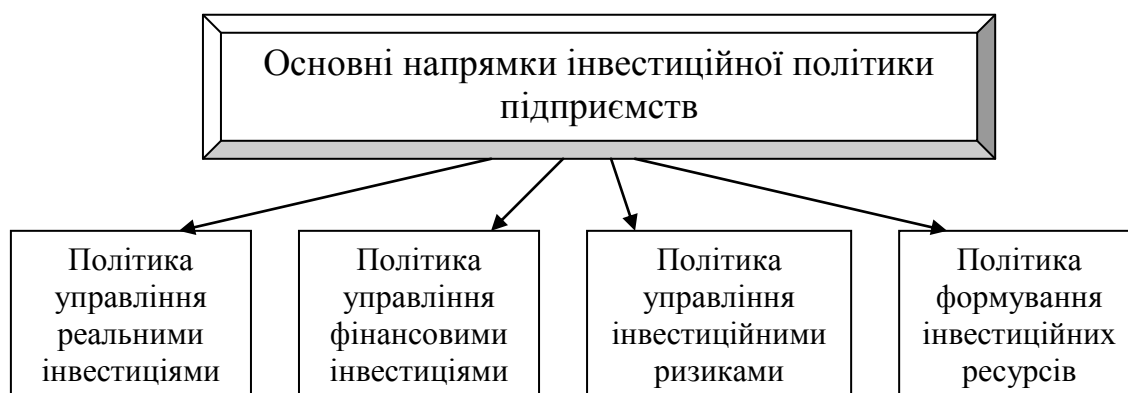 Основні напрямки інвестиційної політики
підприємств
Політика
управління
реальними
інвестиціями
Політика
управління
фінансовими
інвестиціями
Політика
управління
інвестиційними
ризиками
Політика
формування
інвестиційних
ресурсів